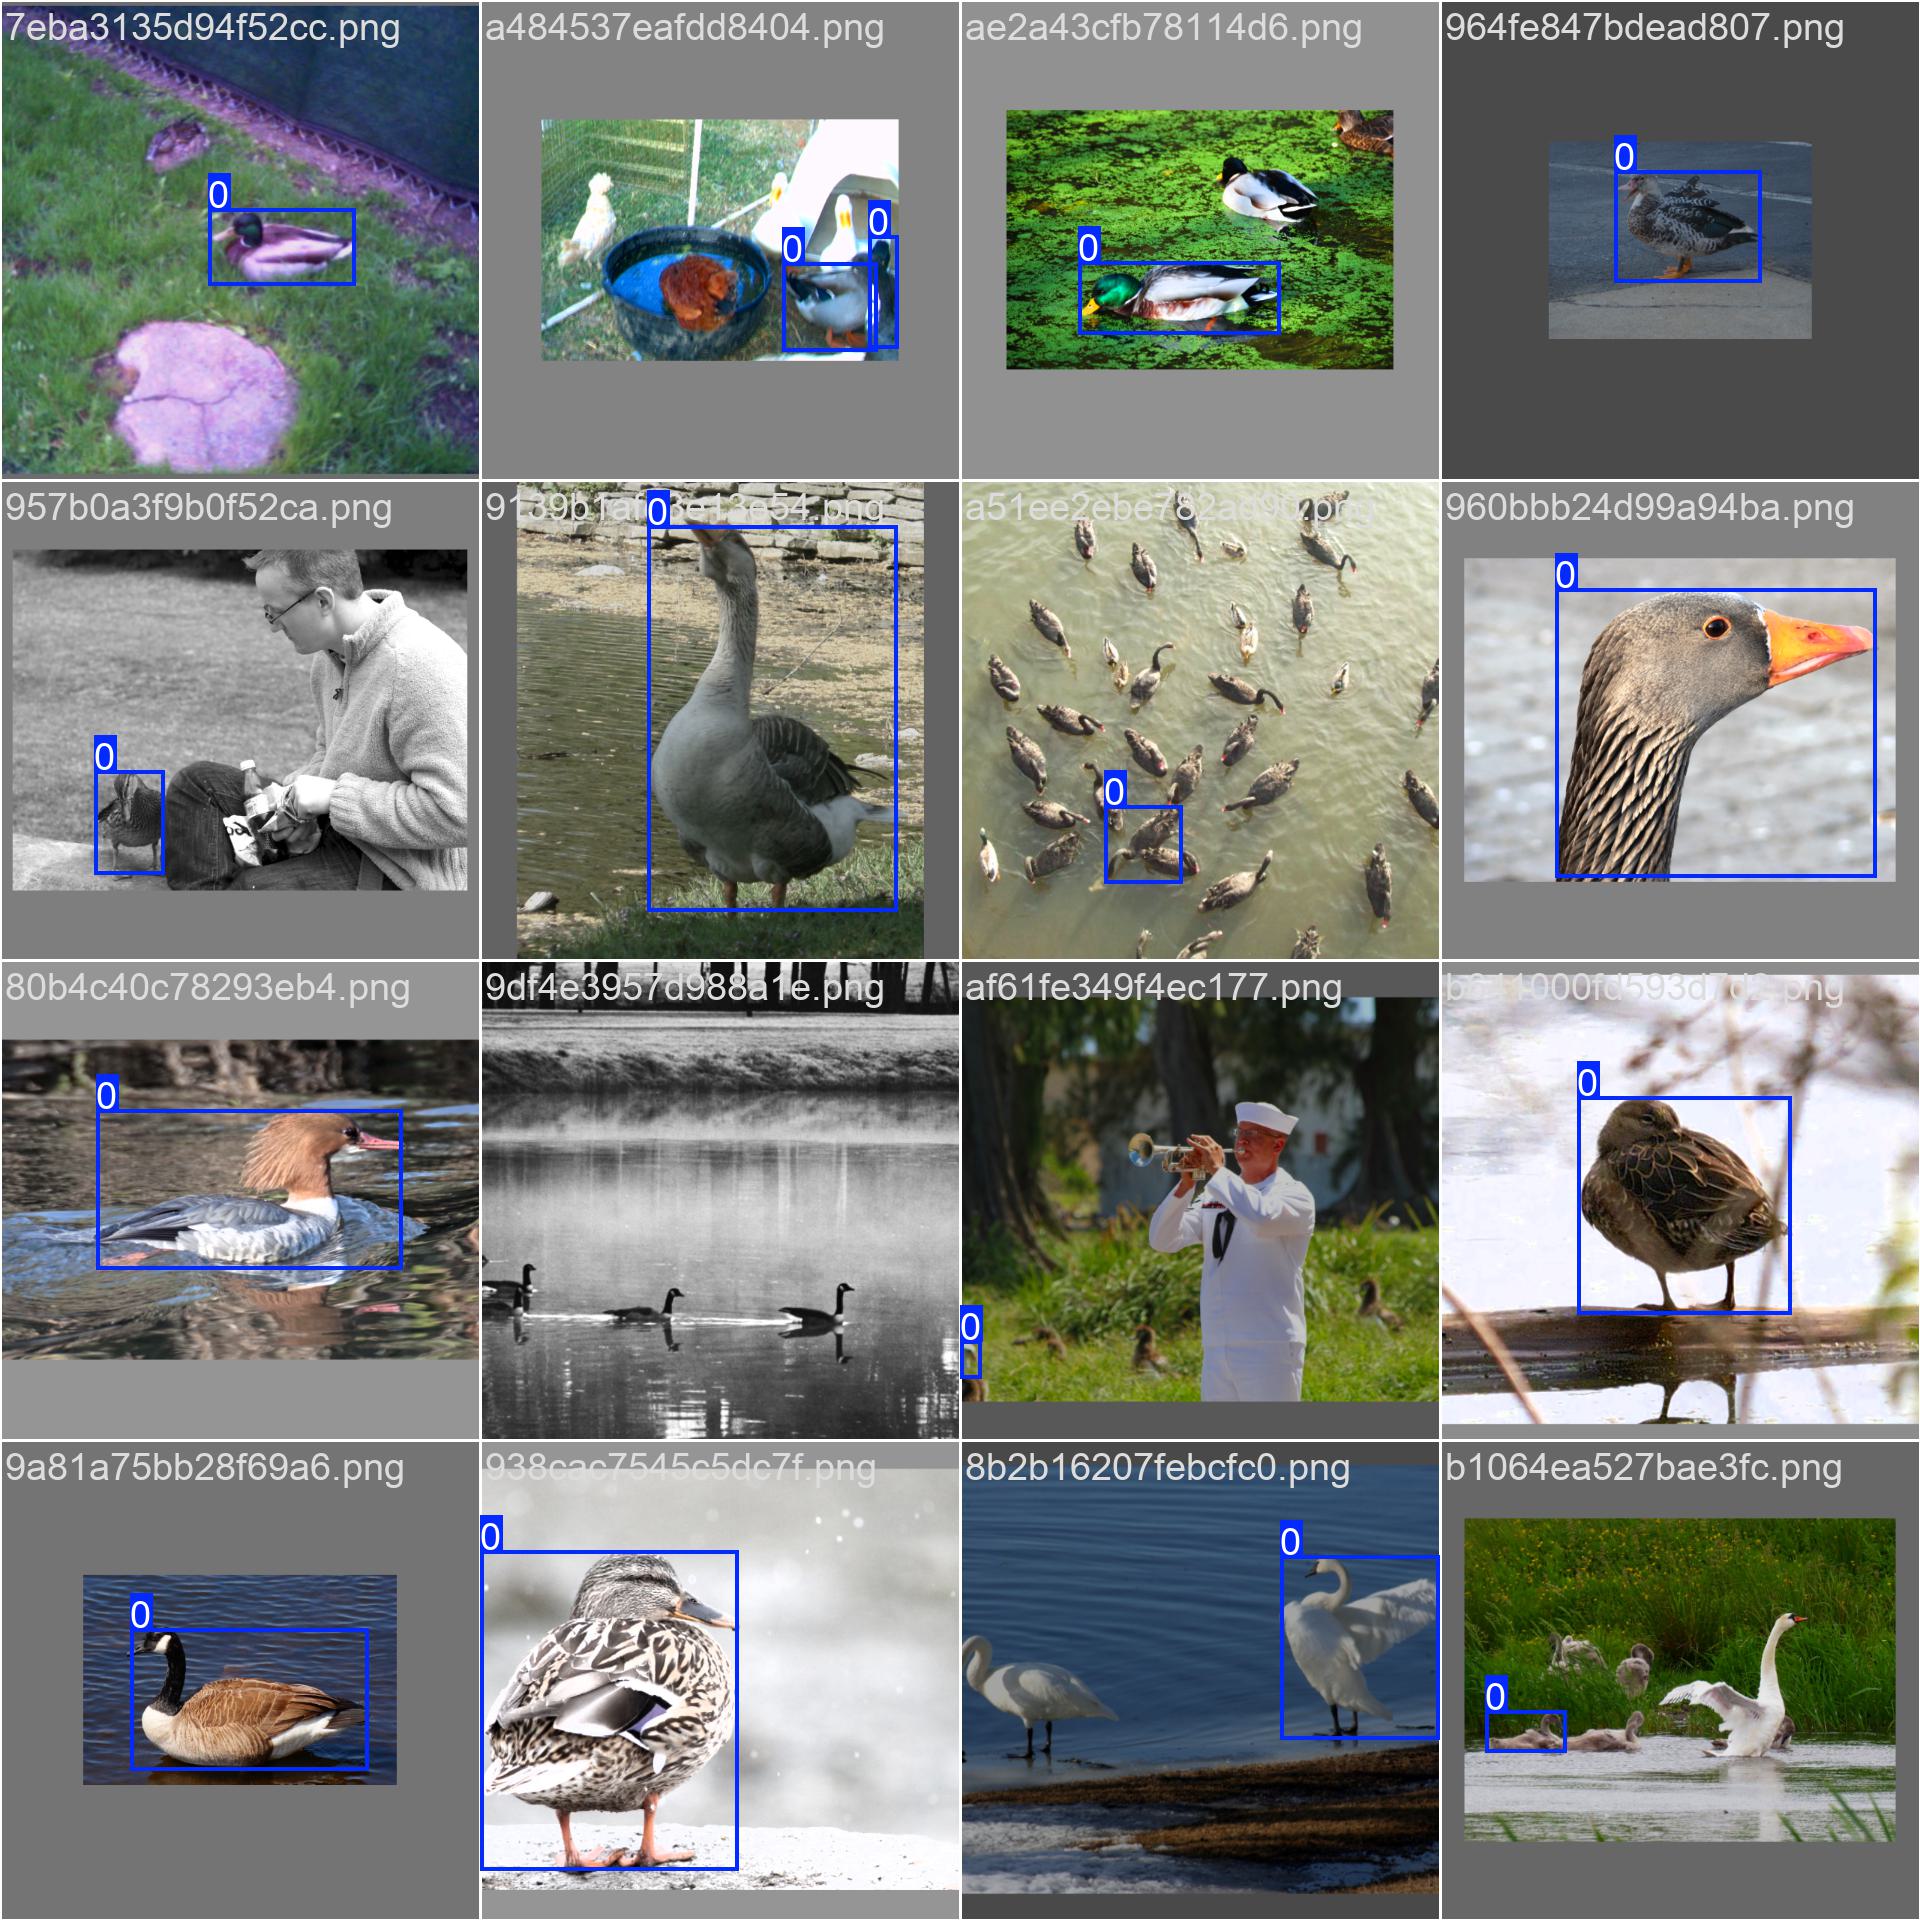 7eba3135d94f52cc.png
a484537eafdd8404.png
ae2a43cfb78114d6.png
964fe847bdead807.png
0
0
0
0
0
957b0a3f9b0f52ca.png
960bbb24d99a94ba.png
0
0
0
0
80b4c40c78293eb4.png
9df4e3957d988a1e.png
af61fe349f4ec177.png
0
0
0
9a81a75bb28f69a6.png
938cac7545c5dc7f.png
8b2b16207febcfc0.png
b1064ea527bae3fc.png
0
0
0
0